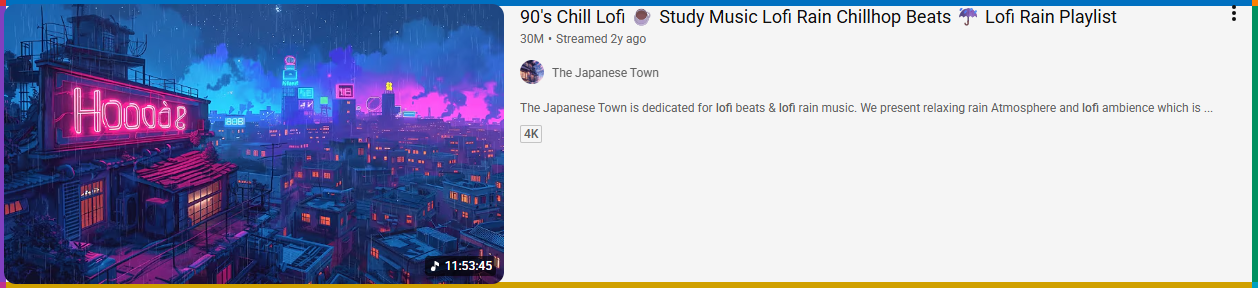 90's Chill Lofi ☕ Study Music Lofi Rain Chillhop Beats ☔ Lofi Rain Playlist
30M • Streamed 2y ago
The Japanese Town
The Japanese Town is dedicated for lofi beats & lofi rain music. We present relaxing rain Atmosphere and lofi ambience which is ...
4K
11:53:45